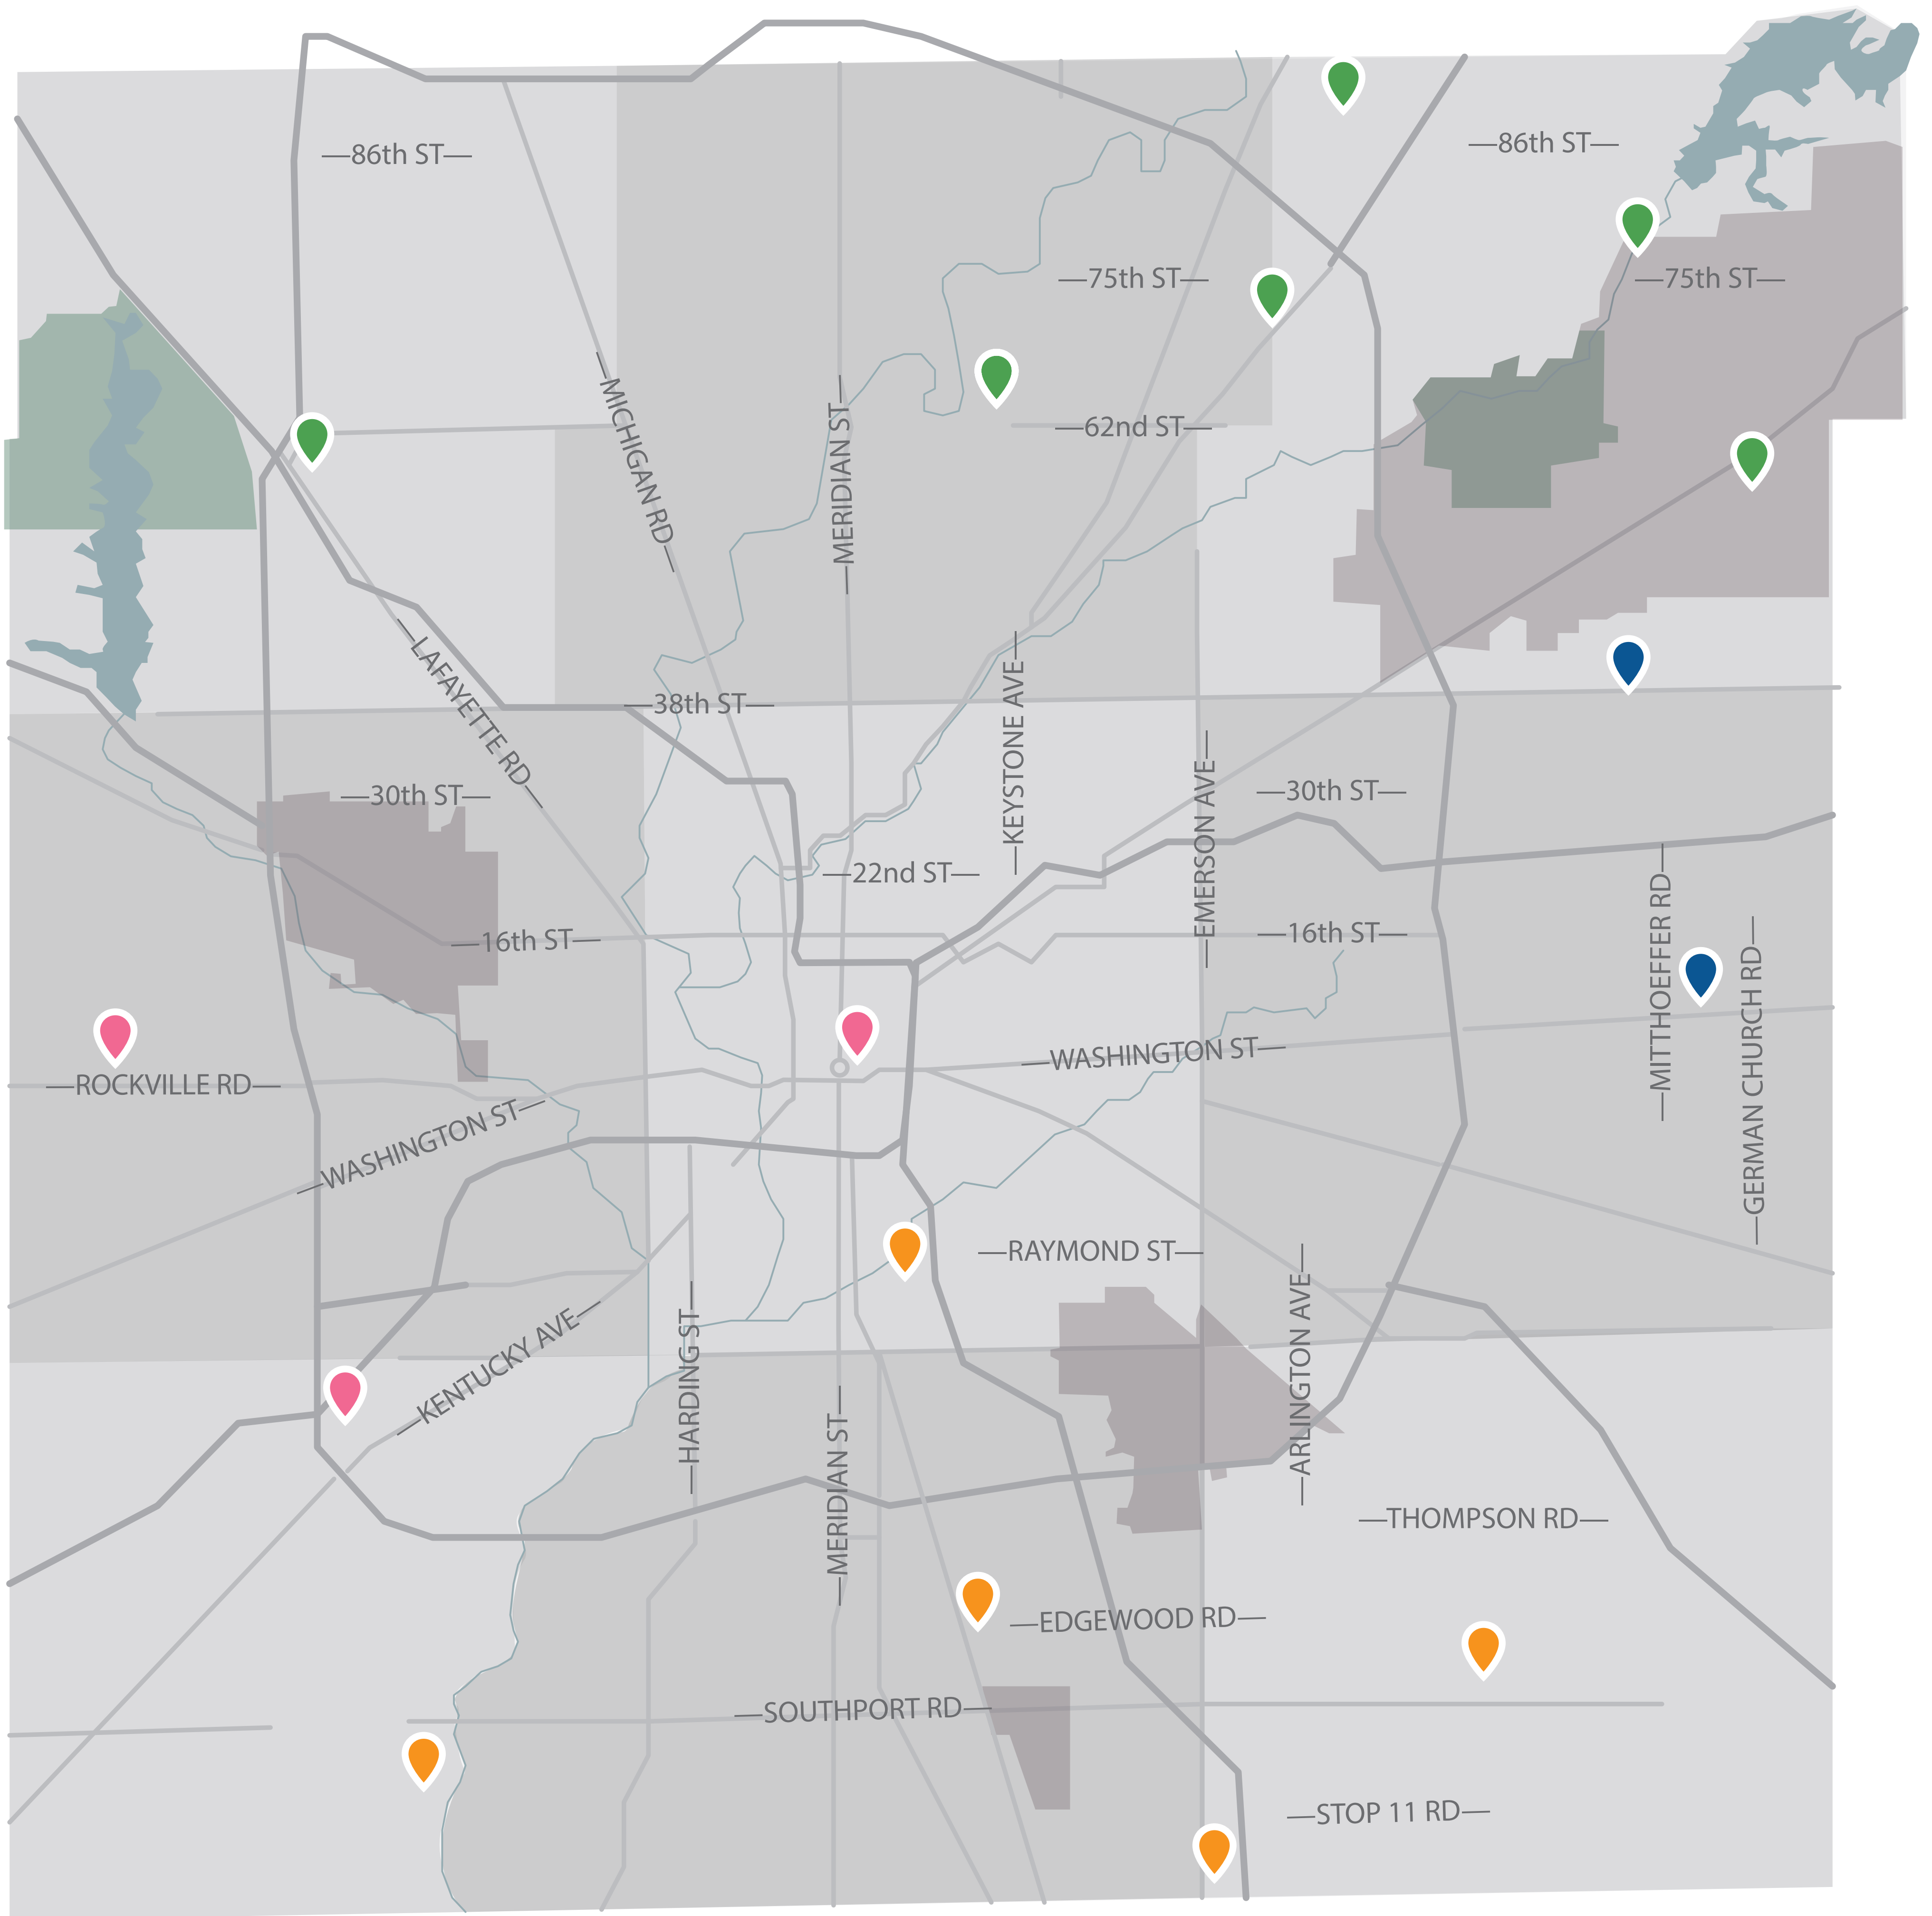 86th ST
86th ST
75th ST
75th ST
MICHIGAN RD
MERIDIAN ST
62nd ST
LAFAYETTE RD
38th ST
KEYSTONE AVE
EMERSON AVE
30th ST
30th ST
22nd ST
16th ST
16th ST
MITTHOEFFER RD
GERMAN CHURCH RD
WASHINGTON ST
ROCKVILLE RD
WASHINGTON ST
RAYMOND ST
KENTUCKY AVE
HARDING ST
ARLINGTON AVE
MERIDIAN ST
THOMPSON RD
EDGEWOOD RD
SOUTHPORT RD
STOP 11 RD